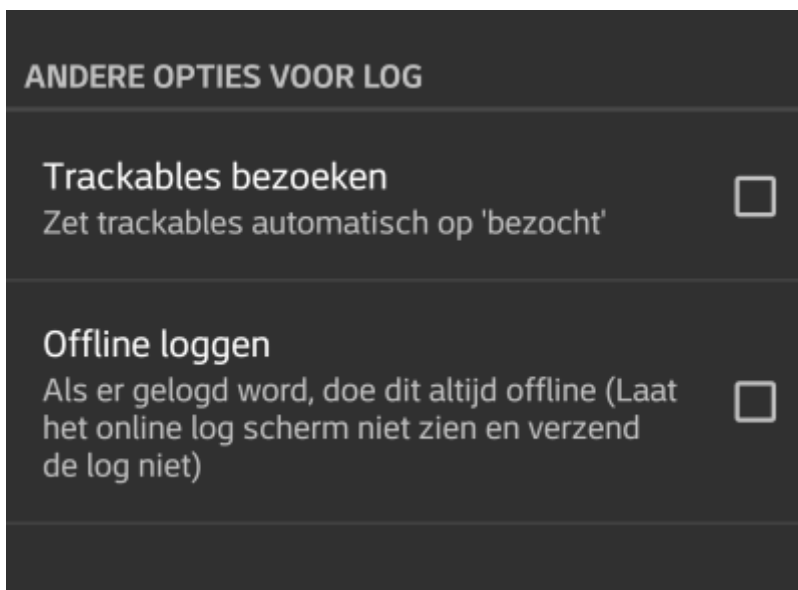 ANDERE OPTIES VOOR LOG
Trackables bezoeken
Zet trackables automatisch op 'bezocht'
Offline loggen
Als er gelogd word, doe dit altijd offline (Laat
het online log scherm niet zien en verzend
de log niet)